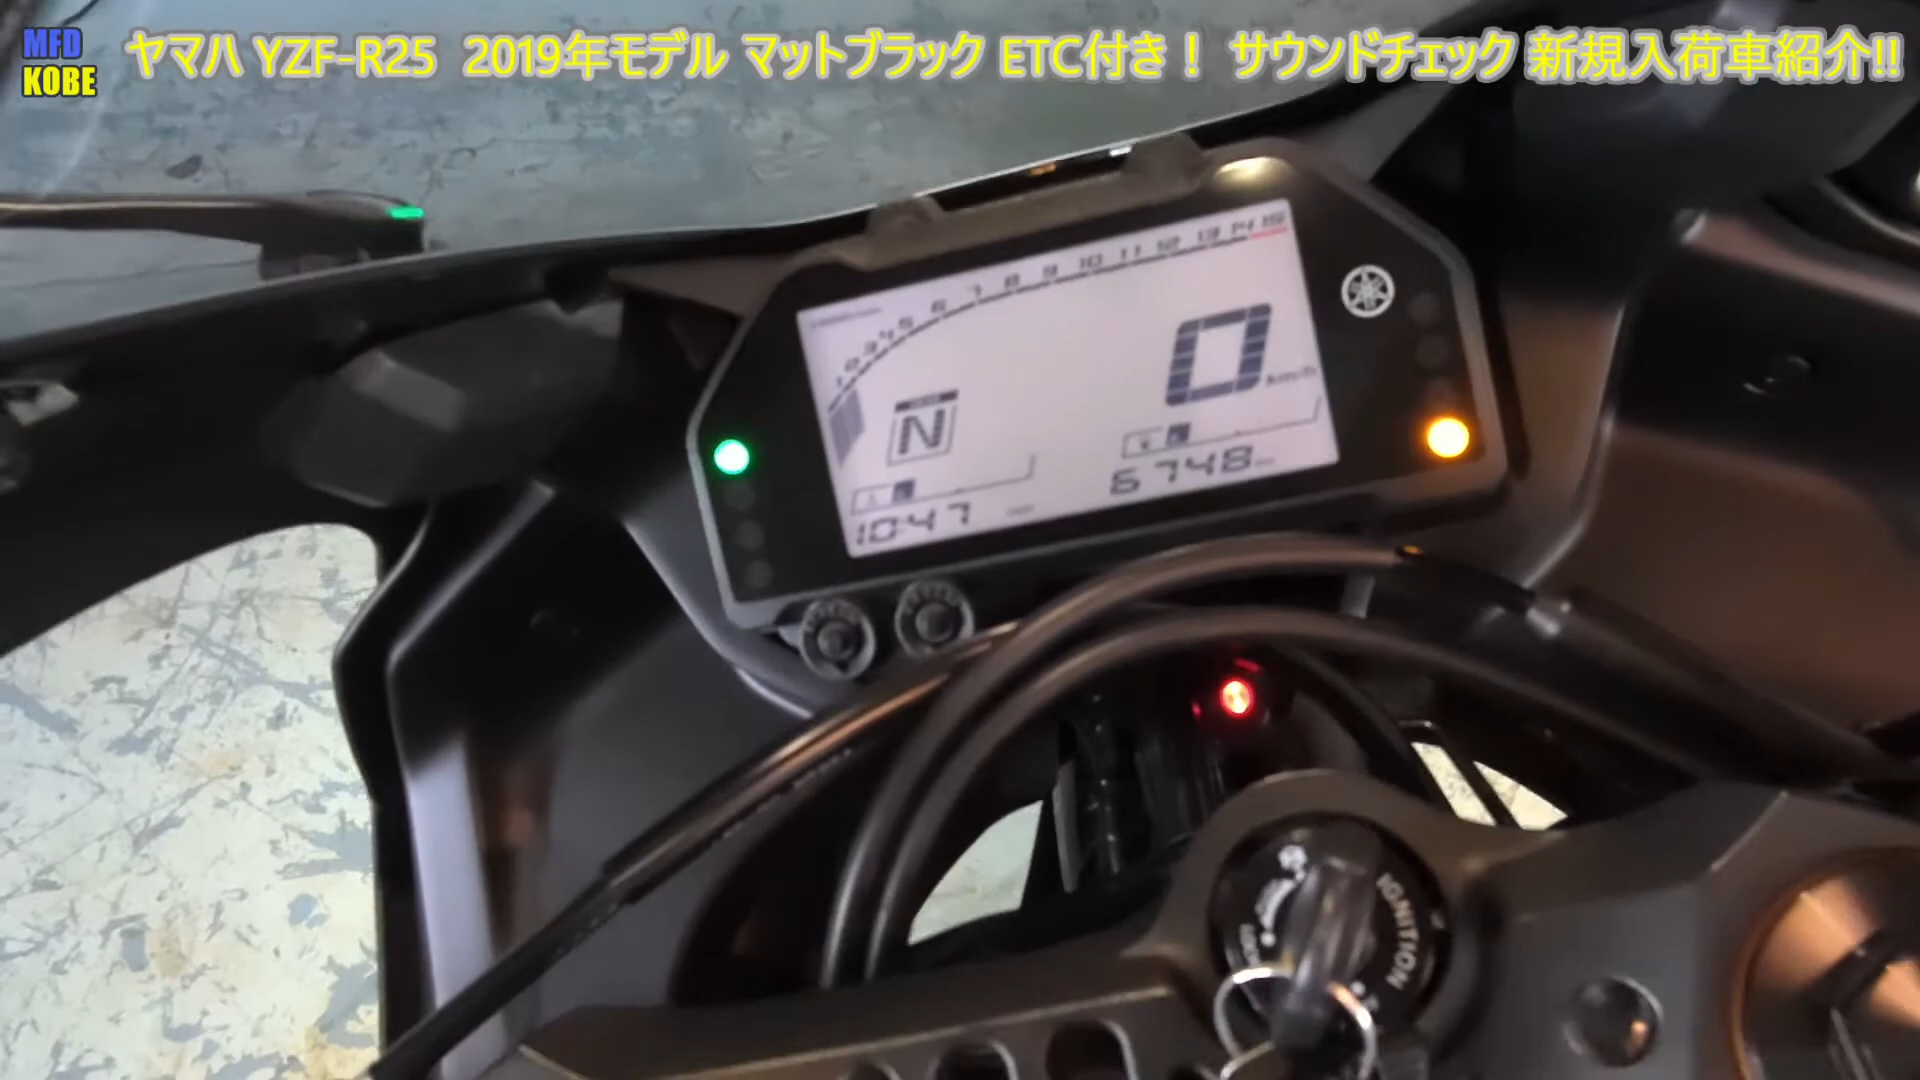 MFD
KOBE
ヤマハ YZF-R25 2019年モデル マットブラック ETC付き！ サウンドチェック 新規入荷車紹介!!
1 2 3 4 5 6 7 8 9 10 11 12 13 14 15
N
0 km/h
10:47
6748
IGNITION